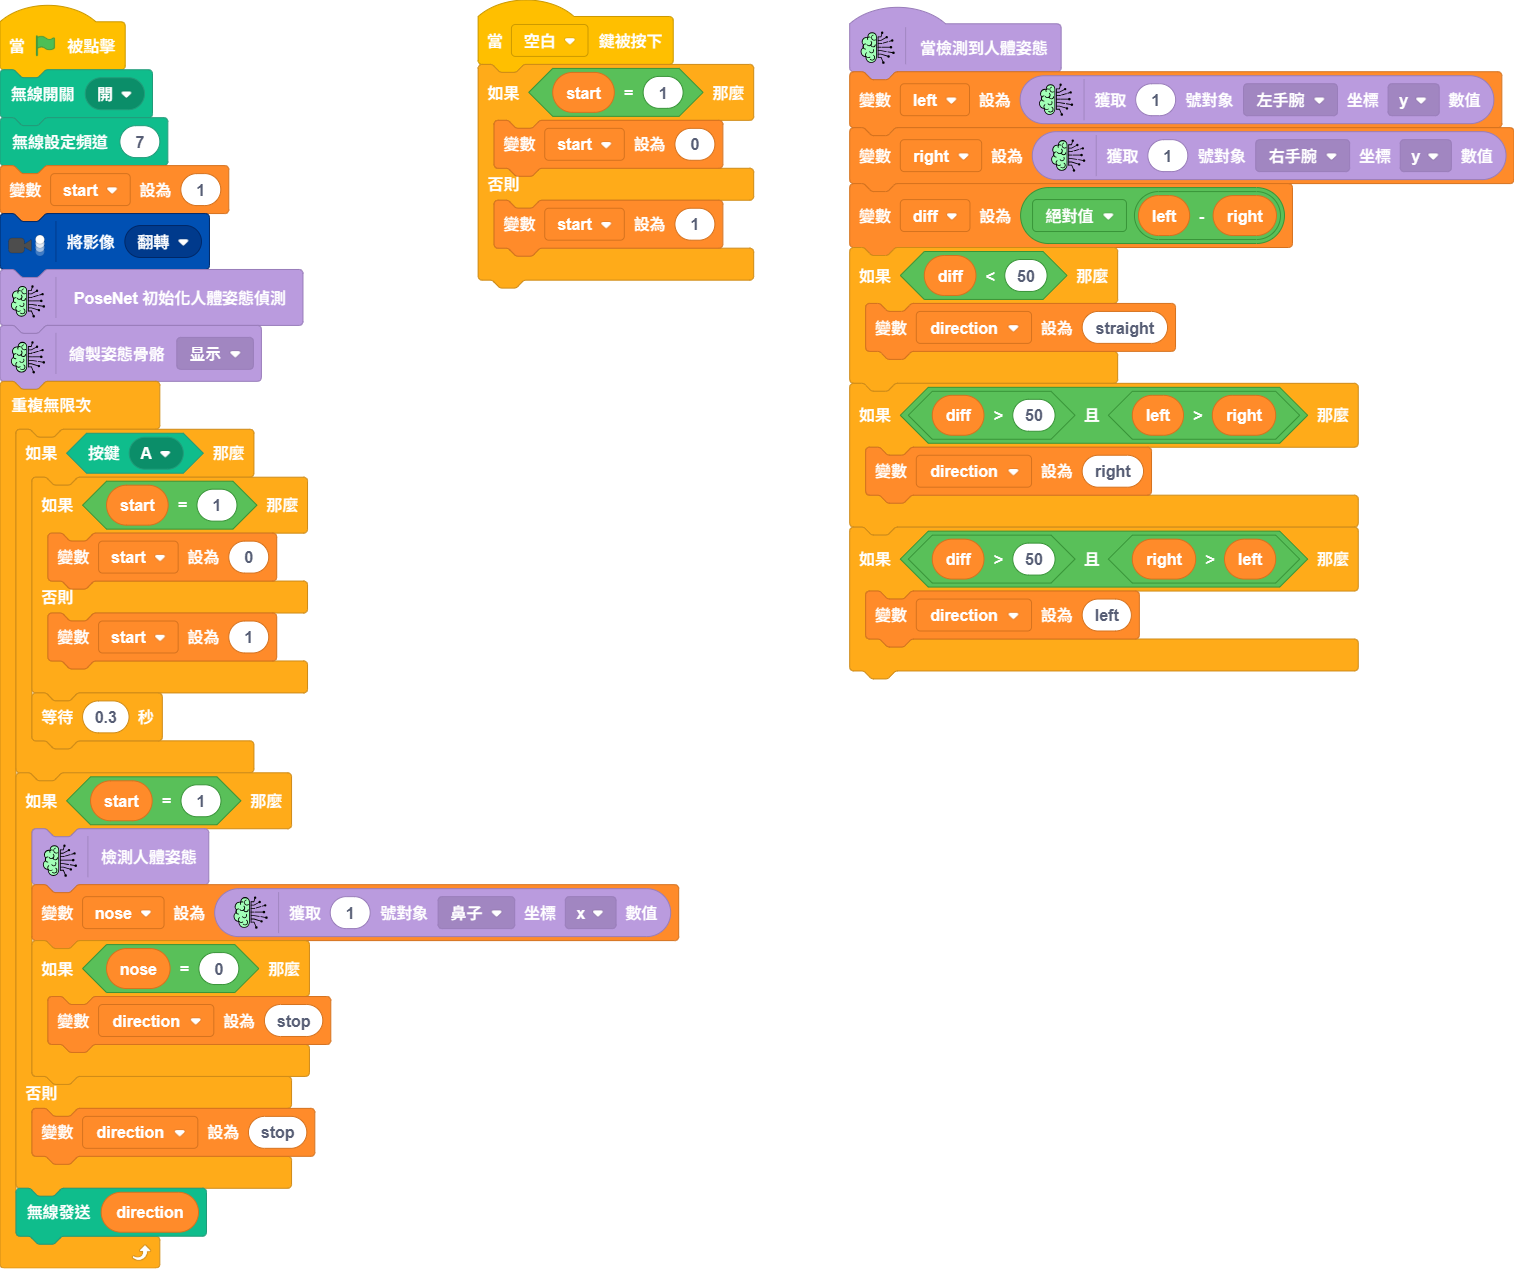 當 被點擊
無線開關 開
無線設定頻道 7
變數 start 設為 1
將影像 翻轉
PoseNet 初始化人體姿態偵測
繪製姿態骨骼 显示
重複無限次
如果 按鍵 A 那麼
如果 start = 1 那麼
變數 start 設為 0
否則
變數 start 設為 1
等待 0.3 秒
如果 start = 1 那麼
檢測人體姿態
變數 nose 設為 獲取 1 號對象 鼻子 坐標 x 數值
如果 nose = 0 那麼
變數 direction 設為 stop
否則
變數 direction 設為 stop
無線發送 direction
當 空白 鍵被按下
如果 start = 1 那麼
變數 start 設為 0
否則
變數 start 設為 1
當檢測到人體姿態
變數 left 設為 獲取 1 號對象 左手腕 坐標 y 數值
變數 right 設為 獲取 1 號對象 右手腕 坐標 y 數值
變數 diff 設為 絕對值 left - right
如果 diff < 50 那麼
變數 direction 設為 straight
如果 diff > 50 且 left > right 那麼
變數 direction 設為 right
如果 diff > 50 且 right > left 那麼
變數 direction 設為 left